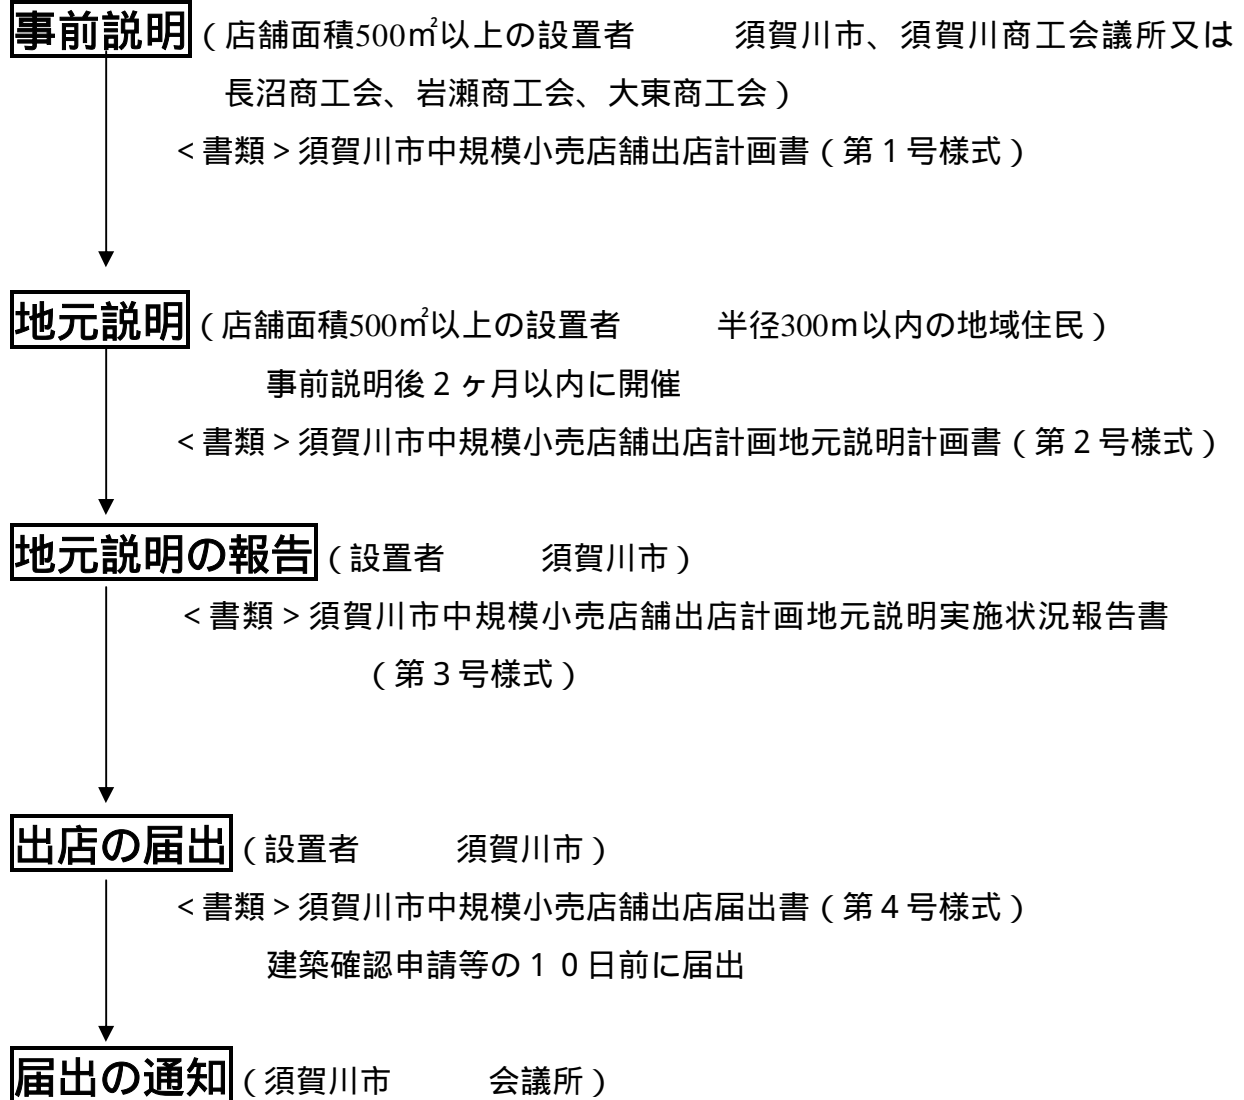 事前説明（店舗面積500㎡以上の設置者　　　須賀川市、須賀川商工会議所又は
長沼商工会、岩瀬商工会、大東商工会）
＜書類＞須賀川市中規模小売店舗出店計画書（第１号様式）
地元説明（店舗面積500㎡以上の設置者　　　半径300ｍ以内の地域住民）
事前説明後２ヶ月以内に開催
＜書類＞須賀川市中規模小売店舗出店計画地元説明計画書（第２号様式）
地元説明の報告（設置者　　　須賀川市）
＜書類＞須賀川市中規模小売店舗出店計画地元説明実施状況報告書
（第３号様式）
出店の届出（設置者　　　須賀川市）
＜書類＞須賀川市中規模小売店舗出店届出書（第４号様式）
建築確認申請等の１０日前に届出
届出の通知（須賀川市　　　会議所）